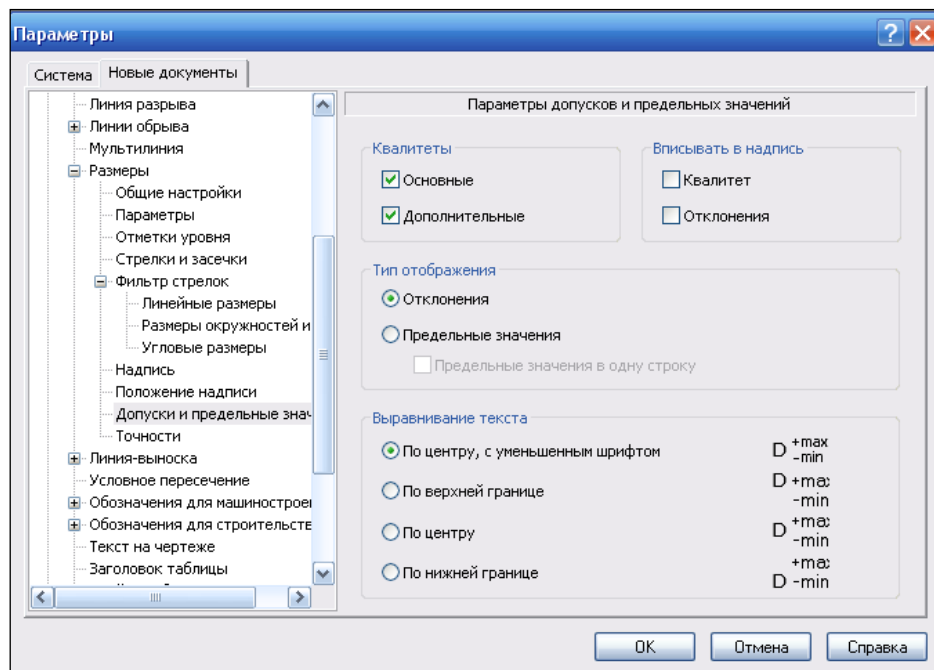 Параметры
Система
Новые документы
Линия разрыва
Линии обрыва
Мультилиния
Размеры
Общие настройки
Параметры
Отметки уровня
Стрелки и засечки
Фильтр стрелок
Линейные размеры
Размеры окружностей и
Угловые размеры
Надпись
Положение надписи
Допуски и предельные знач
Точности
Линия-выноска
Условное пересечение
Обозначения для машинострое
Обозначения для строительств
Текст на чертеже
Заголовок таблицы
Параметры допусков и предельных значений
Квалитеты
Основные
Дополнительные
Вписывать в надпись
Квалитет
Отклонения
Тип отображения
Отклонения
Предельные значения
Предельные значения в одну строку
Выравнивание текста
По центру, с уменьшенным шрифтом
D +max
-min
По верхней границе
D +max
-min
По центру
D +max
-min
По нижней границе
+max
D -min
OK
Отмена
Справка